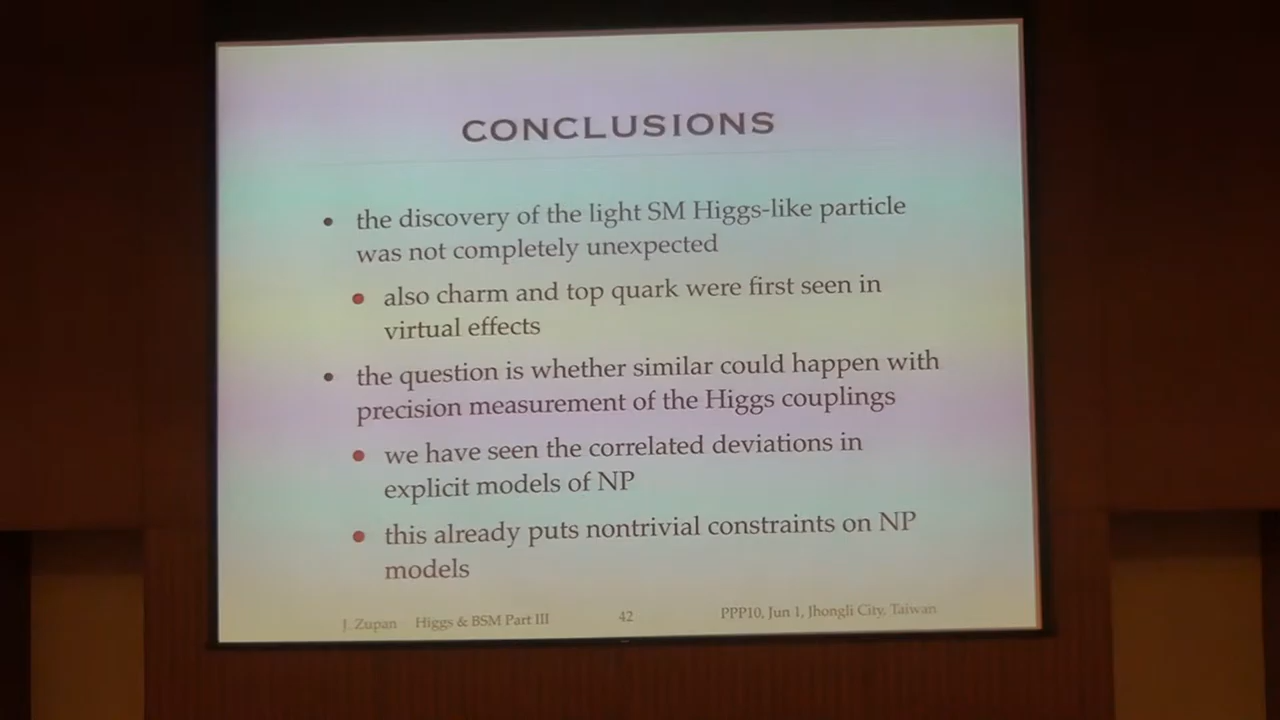 CONCLUSIONS
• the discovery of the light SM Higgs-like particle
was not completely unexpected
• also charm and top quark were first seen in
virtual effects
• the question is whether similar could happen with
precision measurement of the Higgs couplings
• we have seen the correlated deviations in
explicit models of NP
• this already puts nontrivial constraints on NP
models
J. Zupan Higgs & BSM Part III 42 PPP10, Jun 1, Jhongli City, Taiwan